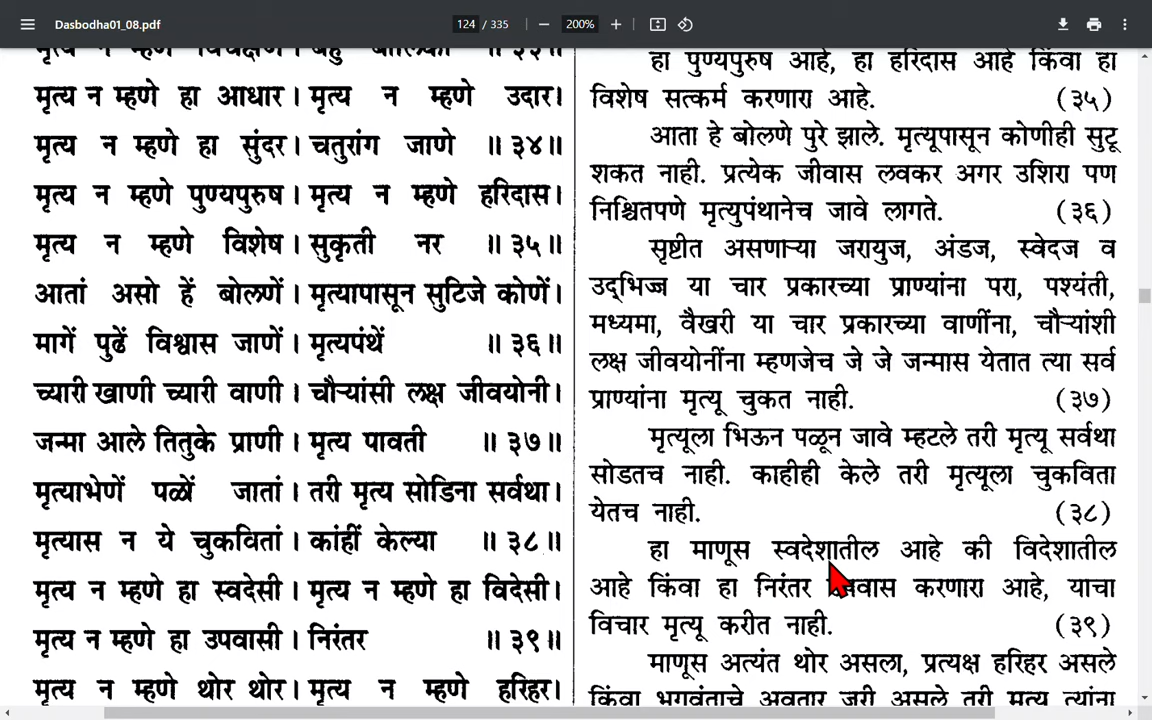 Dasbodha01_08.pdf
124 / 335
200%
मृत्य न म्हणे हा आधार। मृत्य न म्हणे उदार।
मृत्य न म्हणे हा सुंदर। चतुरांग जाणे ॥३४॥
मृत्य न म्हणे पुण्यपुरुष। मृत्य न म्हणे हरिदास।
मृत्य न म्हणे विशेष। सुकृती नर ॥३५॥
आतां असो हें बोलणें। मृत्यापासून सुटिजे कोणें।
मागें पुढें विश्वास जाणें। मृत्यपंथें ॥३६॥
च्यारी खाणी च्यारी वाणी। चौऱ्यांसी लक्ष जीवयोनी।
जन्मा आले तितुके प्राणी। मृत्य पावती ॥३७॥
मृत्याभेणें पळों जातां। तरी मृत्य सोडिना सर्वथा।
मृत्यास न ये चुकवितां। कांहीं केल्या ॥३८॥
मृत्य न म्हणे हा स्वदेसी। मृत्य न म्हणे हा विदेसी।
मृत्य न म्हणे हा उपवासी। निरंतर ॥३९॥
मृत्य न म्हणे थोर थोर। मृत्य न म्हणे हरिहर।
हा पुण्यपुरुष आहे, हा हरिदास आहे किंवा हा
विशेष सत्कर्म करणारा आहे. (३५)
आता हे बोलणे पुरे झाले. मृत्यूपासून कोणीही सुटू
शकत नाही. प्रत्येक जीवास लवकर अगर उशिरा पण
निश्चितपणे मृत्युपंथानेच जावे लागते. (३६)
सृष्टीत असणाऱ्या जरायुज, अंडज, स्वेदज व
उद्‌भिज्ज या चार प्रकारच्या प्राण्यांना परा, पश्यंती,
मध्यमा, वैखरी या चार प्रकारच्या वाणींना, चौऱ्यांशी
लक्ष जीवयोनींना म्हणजेच जे जे जन्मास येतात त्या सर्व
प्राण्यांना मृत्यू चुकत नाही. (३७)
मृत्यूला भिऊन पळून जावे म्हटले तरी मृत्यू सर्वथा
सोडतच नाही. काहीही केले तरी मृत्यूला चुकविता
येतच नाही. (३८)
हा माणूस स्वदेशातील आहे की विदेशातील
आहे किंवा हा निरंतर करणारा आहे, याचा
विचार मृत्यू करीत नाही. (३९)
माणूस अत्यंत थोर असला, प्रत्यक्ष हरिहर असले
किंवा भगवंताचे अवतार जरी असले तरी मृत्यू त्यांना